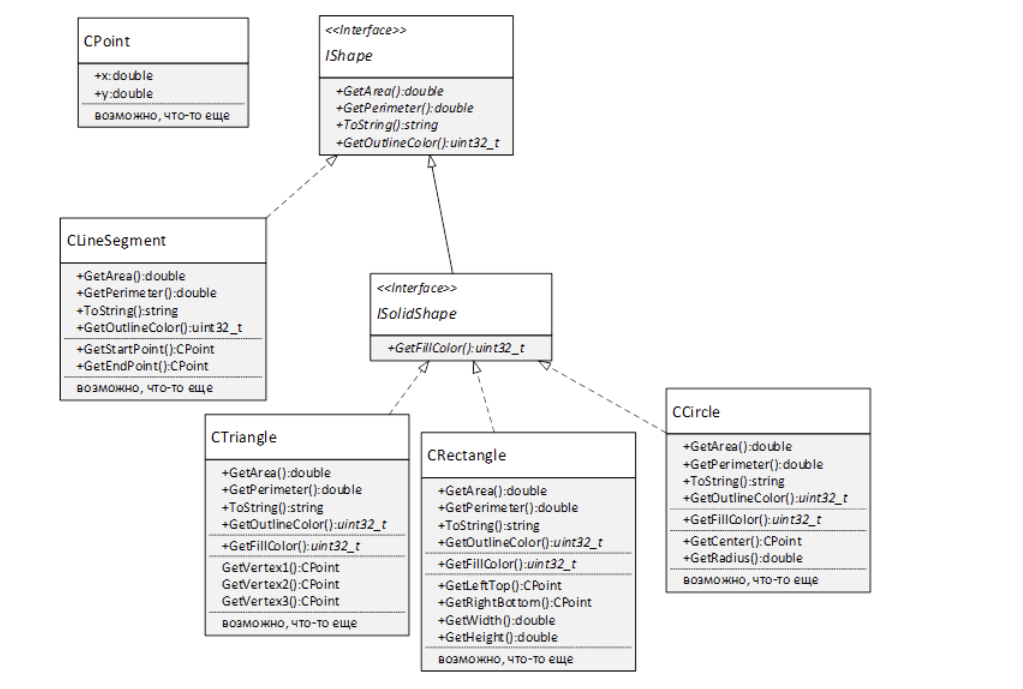 CPoint
+x:double
+y:double
возможно, что-то еще
<<Interface>>
IShape
+GetArea():double
+GetPerimeter():double
+ToString():string
+GetOutlineColor():uint32_t
CLineSegment
+GetArea():double
+GetPerimeter():double
+ToString():string
+GetOutlineColor():uint32_t
+GetStartPoint():CPoint
+GetEndPoint():CPoint
возможно, что-то еще
<<Interface>>
ISolidShape
+GetFillColor():uint32_t
CTriangle
+GetArea():double
+GetPerimeter():double
+ToString():string
+GetOutlineColor():uint32_t
+GetFillColor():uint32_t
GetVertex1():CPoint
GetVertex2():CPoint
GetVertex3():CPoint
возможно, что-то еще
CRectangle
+GetArea():double
+GetPerimeter():double
+ToString():string
+GetOutlineColor():uint32_t
+GetFillColor():uint32_t
+GetLeftTop():CPoint
+GetRightBottom():CPoint
+GetWidth():double
+GetHeight():double
возможно, что-то еще
CCircle
+GetArea():double
+GetPerimeter():double
+ToString():string
+GetOutlineColor():uint32_t
+GetFillColor():uint32_t
+GetCenter():CPoint
+GetRadius():double
возможно, что-то еще